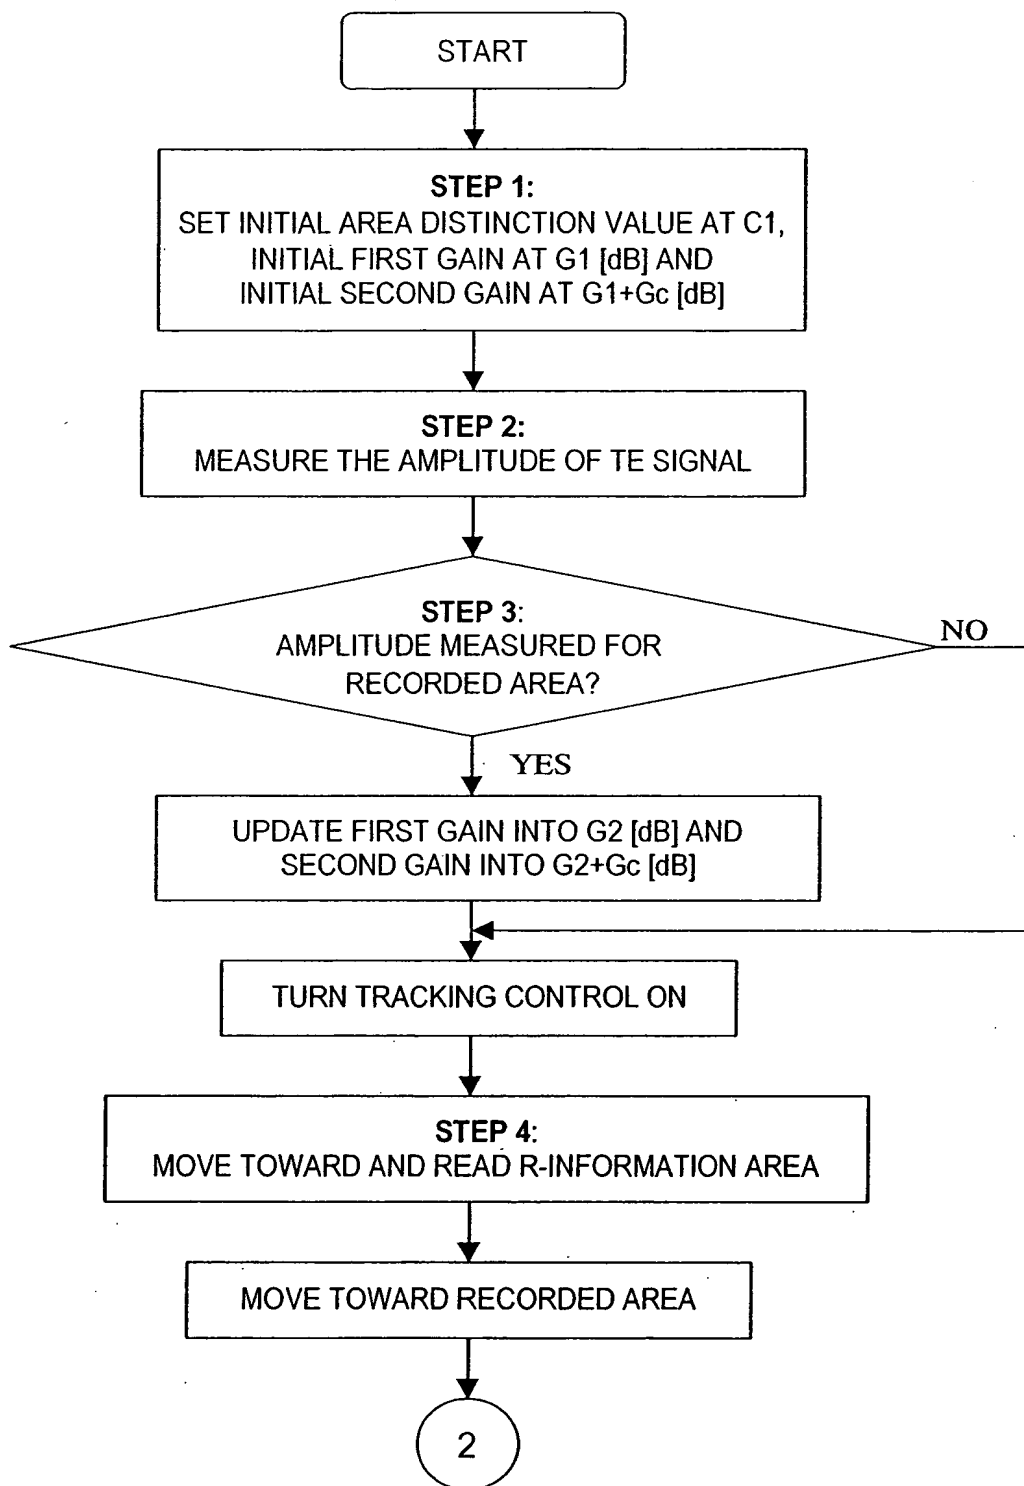 START
STEP 1:
SET INITIAL AREA DISTINCTION VALUE AT C1,
INITIAL FIRST GAIN AT G1 [dB] AND
INITIAL SECOND GAIN AT G1+Gc [dB]
STEP 2:
MEASURE THE AMPLITUDE OF TE SIGNAL
STEP 3:
AMPLITUDE MEASURED FOR
RECORDED AREA?
NO
YES
UPDATE FIRST GAIN INTO G2 [dB] AND
SECOND GAIN INTO G2+Gc [dB]
TURN TRACKING CONTROL ON
STEP 4:
MOVE TOWARD AND READ R-INFORMATION AREA
MOVE TOWARD RECORDED AREA
2